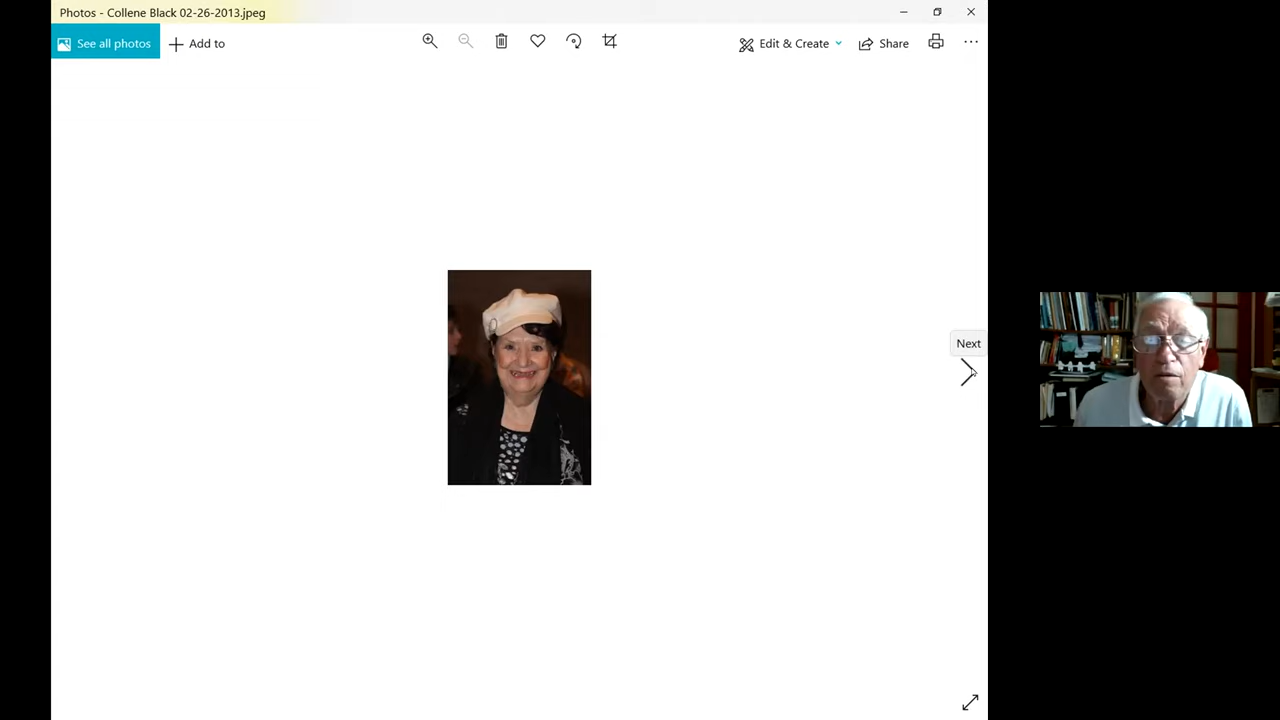 Photos - Collene Black 02-26-2013.jpeg
See all photos
Add to
Edit & Create
Share
Next